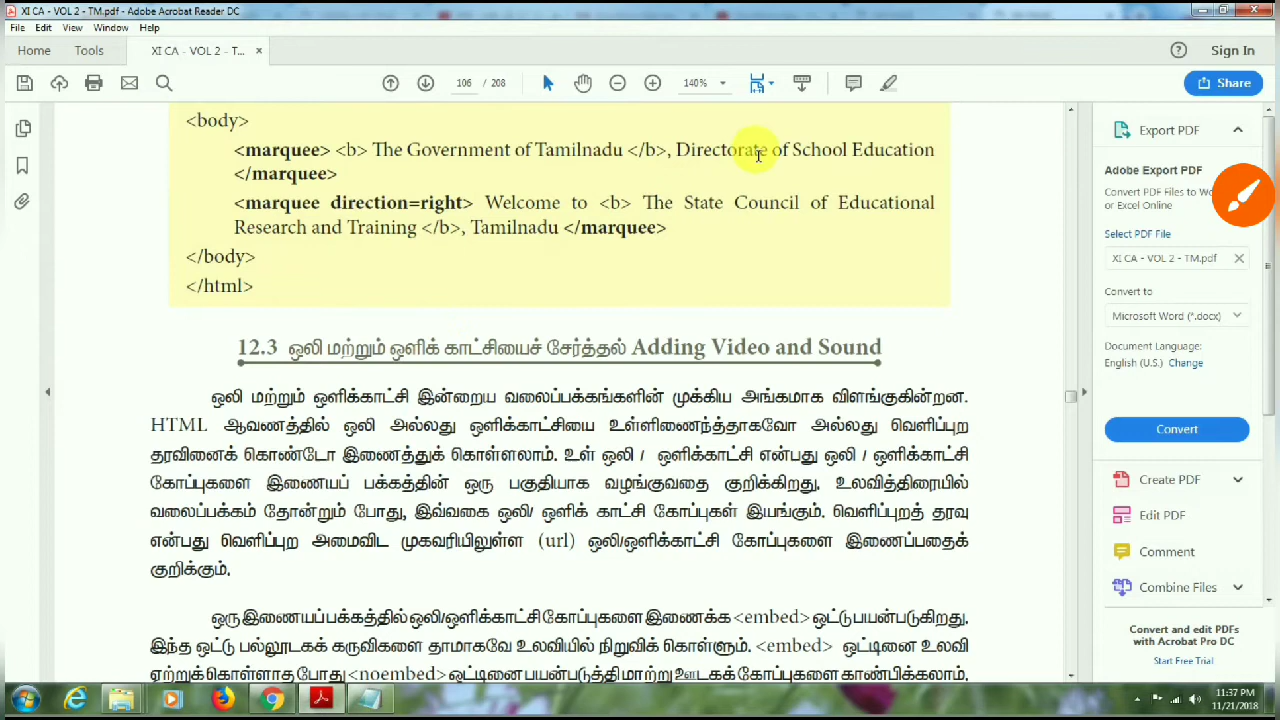 XI CA - VOL 2 - TM.pdf - Adobe Acrobat Reader DC
File Edit View Window Help
Home Tools XI CA - VOL 2 - T... × Sign In
106 / 208 140% Share
<body>
<marquee> <b> The Government of Tamilnadu </b>, Directorate of School Education
</marquee>
<marquee direction=right> Welcome to <b> The State Council of Educational
Research and Training </b>, Tamilnadu </marquee>
</body>
</html>
12.3 ஒலி மற்றும் ஒளிக் காட்சியைச் சேர்த்தல் Adding Video and Sound
ஒலி மற்றும் ஒளிக்காட்சி இன்றைய வலைப்பக்கங்களின் முக்கிய அங்கமாக விளங்குகின்றன.
HTML ஆவணத்தில் ஒலி அல்லது ஒளிக்காட்சியை உள்ளிணைந்த்தாகவோ அல்லது வெளிப்புற
தரவினைக் கொண்டோ இணைத்துக் கொள்ளலாம். உள் ஒலி / ஒளிக்காட்சி என்பது ஒலி / ஒளிக்காட்சி
கோப்புகளை இணையப் பக்கத்தின் ஒரு பகுதியாக வழங்குவதை குறிக்கிறது. உலவித்திரையில்
வலைப்பக்கம் தோன்றும் போது, இவ்வகை ஒலி/ ஒளிக் காட்சி கோப்புகள் இயங்கும். வெளிப்புறத் தரவு
என்பது வெளிப்புற அமைவிட முகவரியிலுள்ள (url) ஒலி/ஒளிக்காட்சி கோப்புகளை இணைப்பதைக்
குறிக்கும்.
ஒரு இணையப் பக்கத்தில் ஒலி/ஒளிக்காட்சி கோப்புகளை இணைக்க <embed> ஒட்டு பயன்படுகிறது.
இந்த ஒட்டு பல்லூடகக் கருவிகளை தாமாகவே உலவியில் நிறுவிக் கொள்ளும். <embed> ஒட்டினை உலவி
ஏற்றுக்கொள்ளாத போது <noembed> ஒட்டினை பயன்படுத்தி மாற்று ஊடகக் கோப்புகளை காண்பிக்கலாம்.
Export PDF
Adobe Export PDF
Convert PDF Files to Wo
or Excel Online
Select PDF File
XI CA - VOL 2 - TM.pdf
Convert to
Microsoft Word (*.docx)
Document Language:
English (U.S.) Change
Convert
Create PDF
Edit PDF
Comment
Combine Files
Convert and edit PDFs
with Acrobat Pro DC
Start Free Trial
11:37 PM
11/21/2018